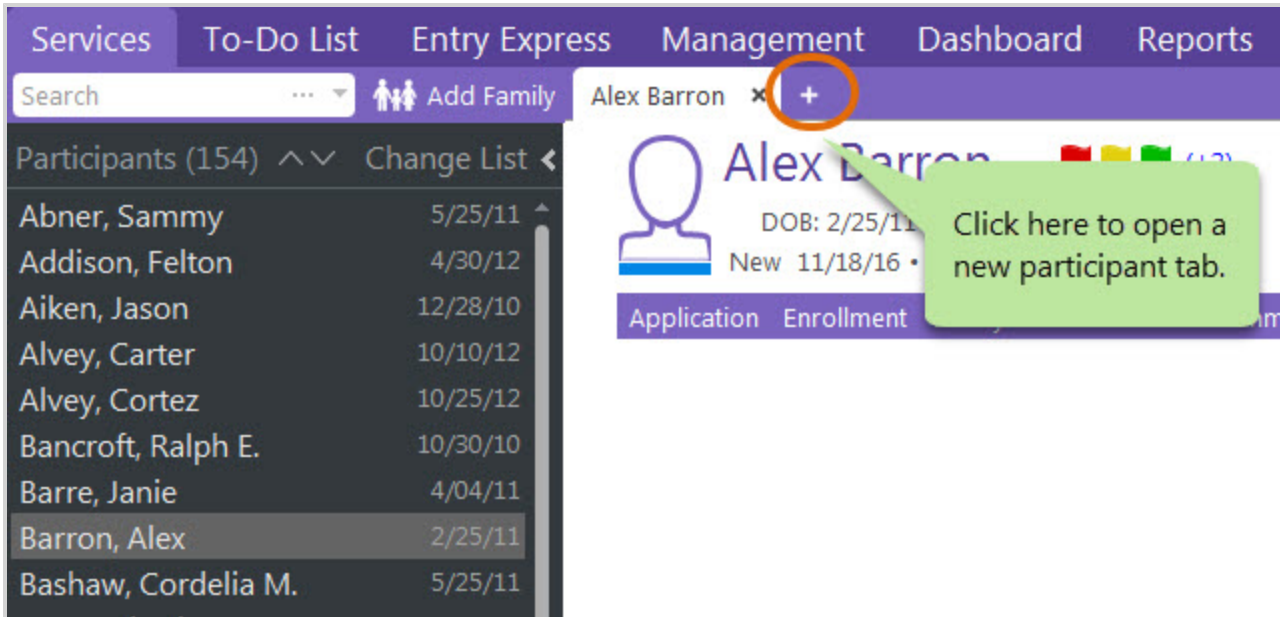 Services To-Do List Entry Express Management Dashboard Reports
Search ... Add Family Alex Barron × +
Participants (154) Change List
Abner, Sammy 5/25/11
Addison, Felton 4/30/12
Aiken, Jason 12/28/10
Alvey, Carter 10/10/12
Alvey, Cortez 10/25/12
Bancroft, Ralph E. 10/30/10
Barre, Janie 4/04/11
Barron, Alex 2/25/11
Bashaw, Cordelia M. 5/25/11
Alex Barron
DOB: 2/25/11
New 11/18/16 •
Application Enrollment
Click here to open a
new participant tab.